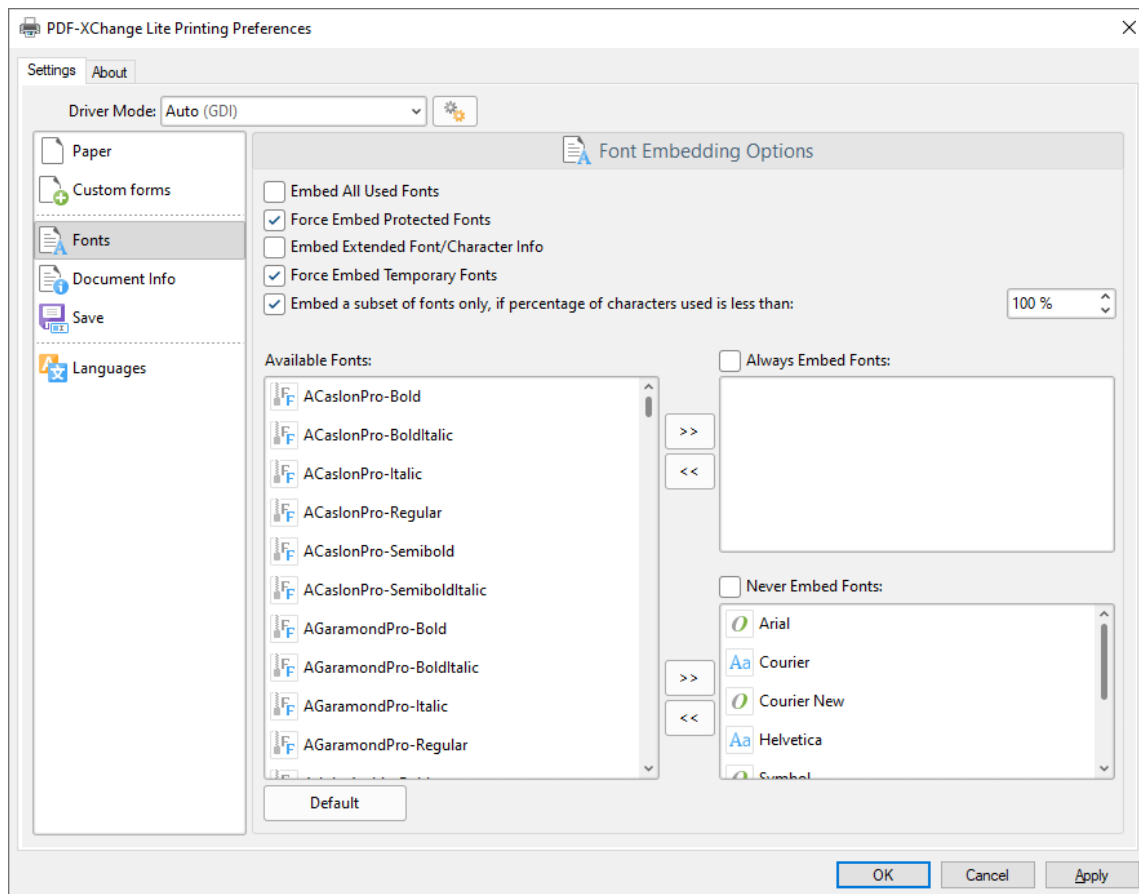 PDF-XChange Lite Printing Preferences
Settings
About
Driver Mode: Auto (GDI)
Paper
Custom forms
Fonts
Document Info
Save
Languages
Font Embedding Options
Embed All Used Fonts
Force Embed Protected Fonts
Embed Extended Font/Character Info
Force Embed Temporary Fonts
Embed a subset of fonts only, if percentage of characters used is less than: 100 %
Available Fonts:
ACaslonPro-Bold
ACaslonPro-BoldItalic
ACaslonPro-Italic
ACaslonPro-Regular
ACaslonPro-Semibold
ACaslonPro-SemiboldItalic
AGaramondPro-Bold
AGaramondPro-BoldItalic
AGaramondPro-Italic
AGaramondPro-Regular
Default
>>
<<
>>
<<
Always Embed Fonts:
Never Embed Fonts:
Arial
Courier
Courier New
Helvetica
Symbol
OK
Cancel
Apply